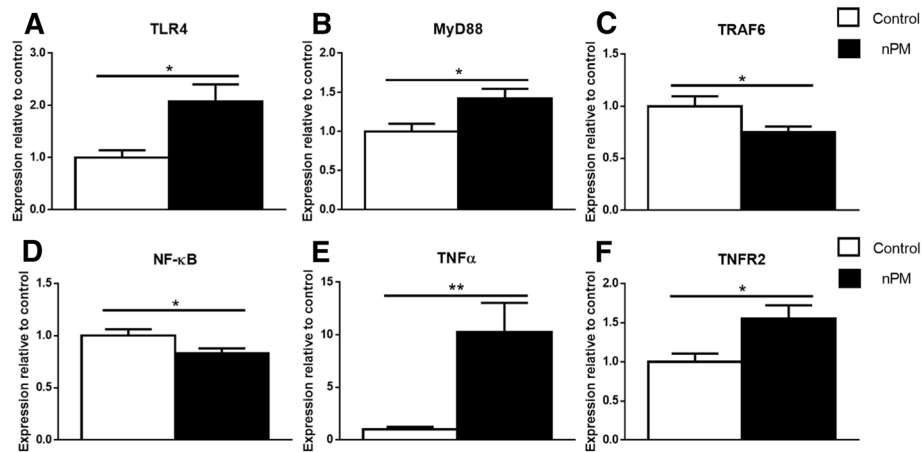 A
TLR4
Expression relative to control
3.0
2.0
1.0
0.0
*
B
MyD88
Expression relative to control
2.0
1.5
1.0
0.5
0.0
*
C
TRAF6
Expression relative to control
1.5
1.0
0.5
0.0
*
Control
nPM
D
NF-κB
Expression relative to control
1.5
1.0
0.5
0.0
*
E
TNFα
Expression relative to control
15
10
5
0
**
F
TNFR2
Expression relative to control
2.0
1.5
1.0
0.5
0.0
*
Control
nPM